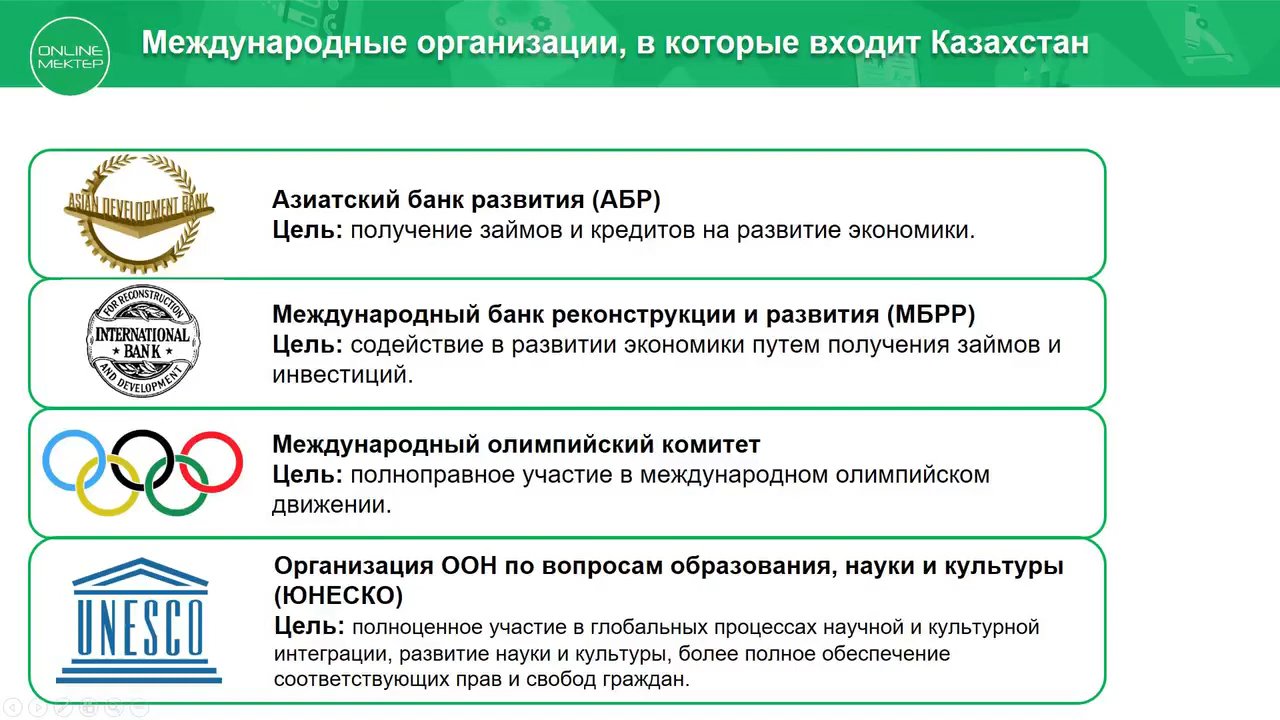 ONLINE
МЕКТЕР
Международные организации, в которые входит Казахстан
ASIAN DEVELOPMENT BANK
Азиатский банк развития (АБР)
Цель: получение займов и кредитов на развитие экономики.
FOR RECONSTRUCTION
INTERNATIONAL
BANK
AND DEVELOPMENT
Международный банк реконструкции и развития (МБРР)
Цель: содействие в развитии экономики путем получения займов и
инвестиций.
Международный олимпийский комитет
Цель: полноправное участие в международном олимпийском
движении.
UNESCO
Организация ООН по вопросам образования, науки и культуры
(ЮНЕСКО)
Цель: полноценное участие в глобальных процессах научной и культурной
интеграции, развитие науки и культуры, более полное обеспечение
соответствующих прав и свобод граждан.